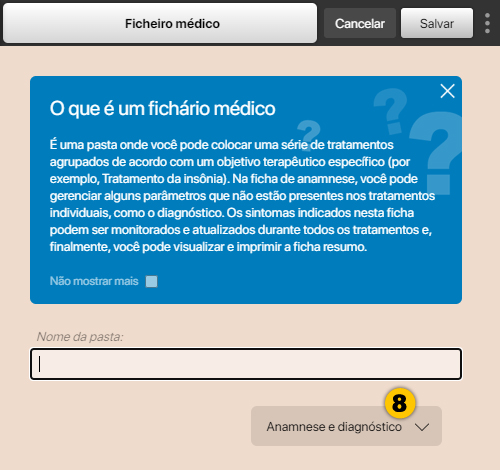 Ficheiro médico
Cancelar
Salvar
O que é um fichário médico
É uma pasta onde você pode colocar uma série de tratamentos
agrupados de acordo com um objetivo terapêutico específico (por
exemplo, Tratamento da insônia). Na ficha de anamnese, você pode
gerenciar alguns parâmetros que não estão presentes nos tratamentos
individuais, como o diagnóstico. Os sintomas indicados nesta ficha
podem ser monitorados e atualizados durante todos os tratamentos e,
finalmente, você pode visualizar e imprimir a ficha resumo.
Não mostrar mais
Nome da pasta:
8
Anamnese e diagnóstico